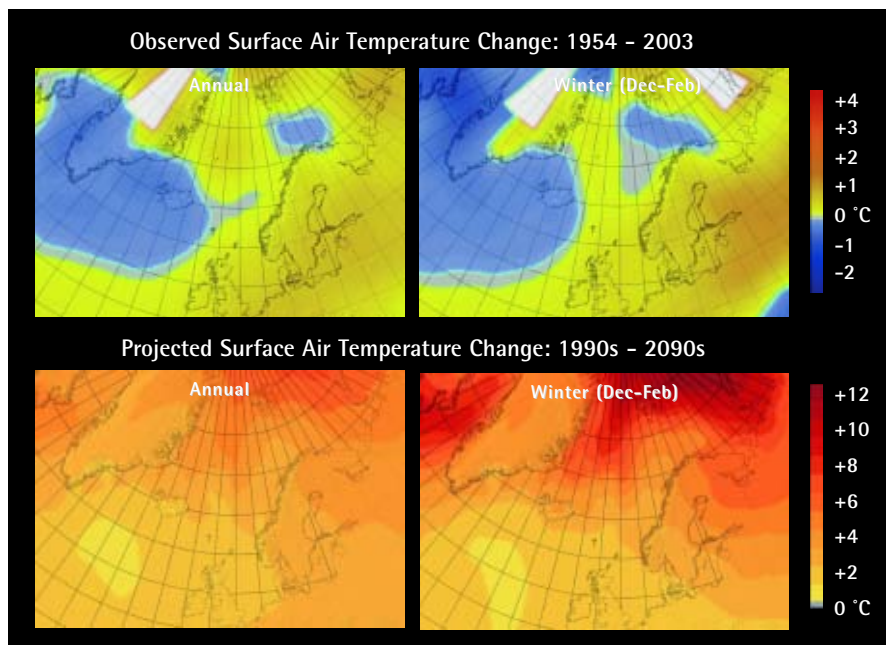 Observed Surface Air Temperature Change: 1954 - 2003
Annual
Winter (Dec-Feb)
+4
+3
+2
+1
0 ˚C
-1
-2
Projected Surface Air Temperature Change: 1990s - 2090s
Annual
Winter (Dec-Feb)
+12
+10
+8
+6
+4
+2
0 ˚C